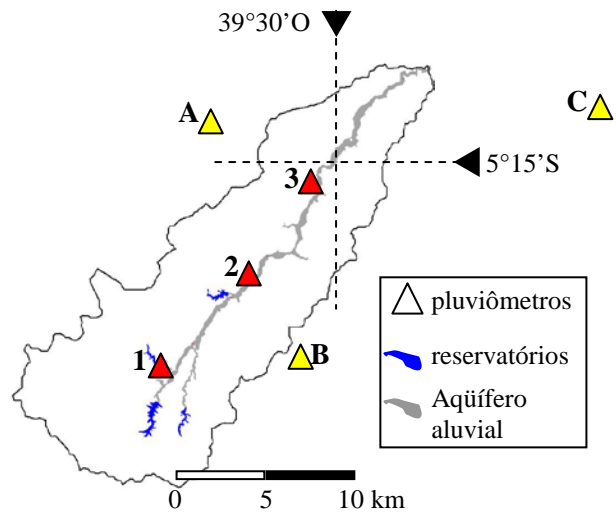 39°30’O
A
C
5°15’S
3
2
pluviômetros
B
1
reservatórios
Aqüífero
aluvial
0 5 10 km